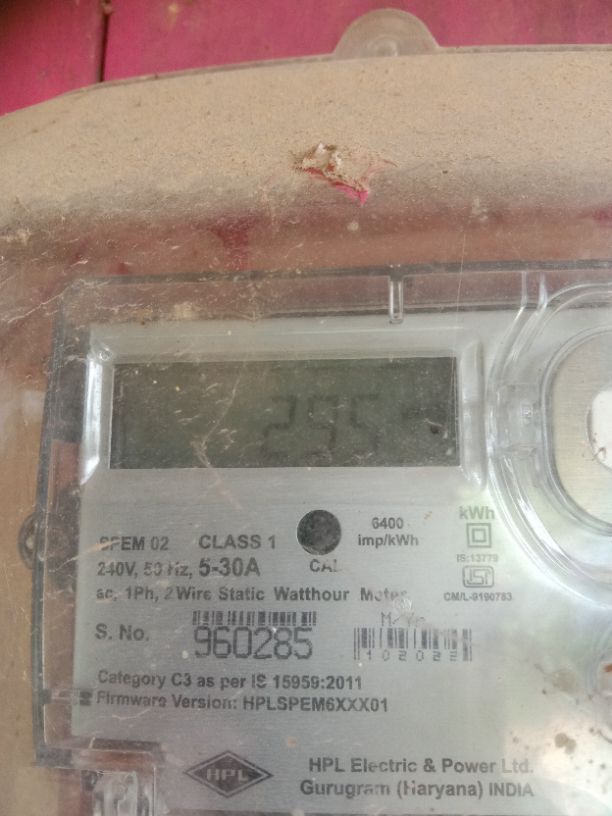 SPEM 02 CLASS 1
240V, 50 Hz, 5-30A
ac, 1Ph, 2 Wire Static Watthour Meter
CAL
6400
imp/kWh
kWh
IS:13779
CM/L-9190783
S. No. 960285
M/Yr
102022
Category C3 as per IS 15959:2011
Firmware Version: HPLSPEM6XXX01
HPL
HPL Electric & Power Ltd.
Gurugram (Haryana) INDIA